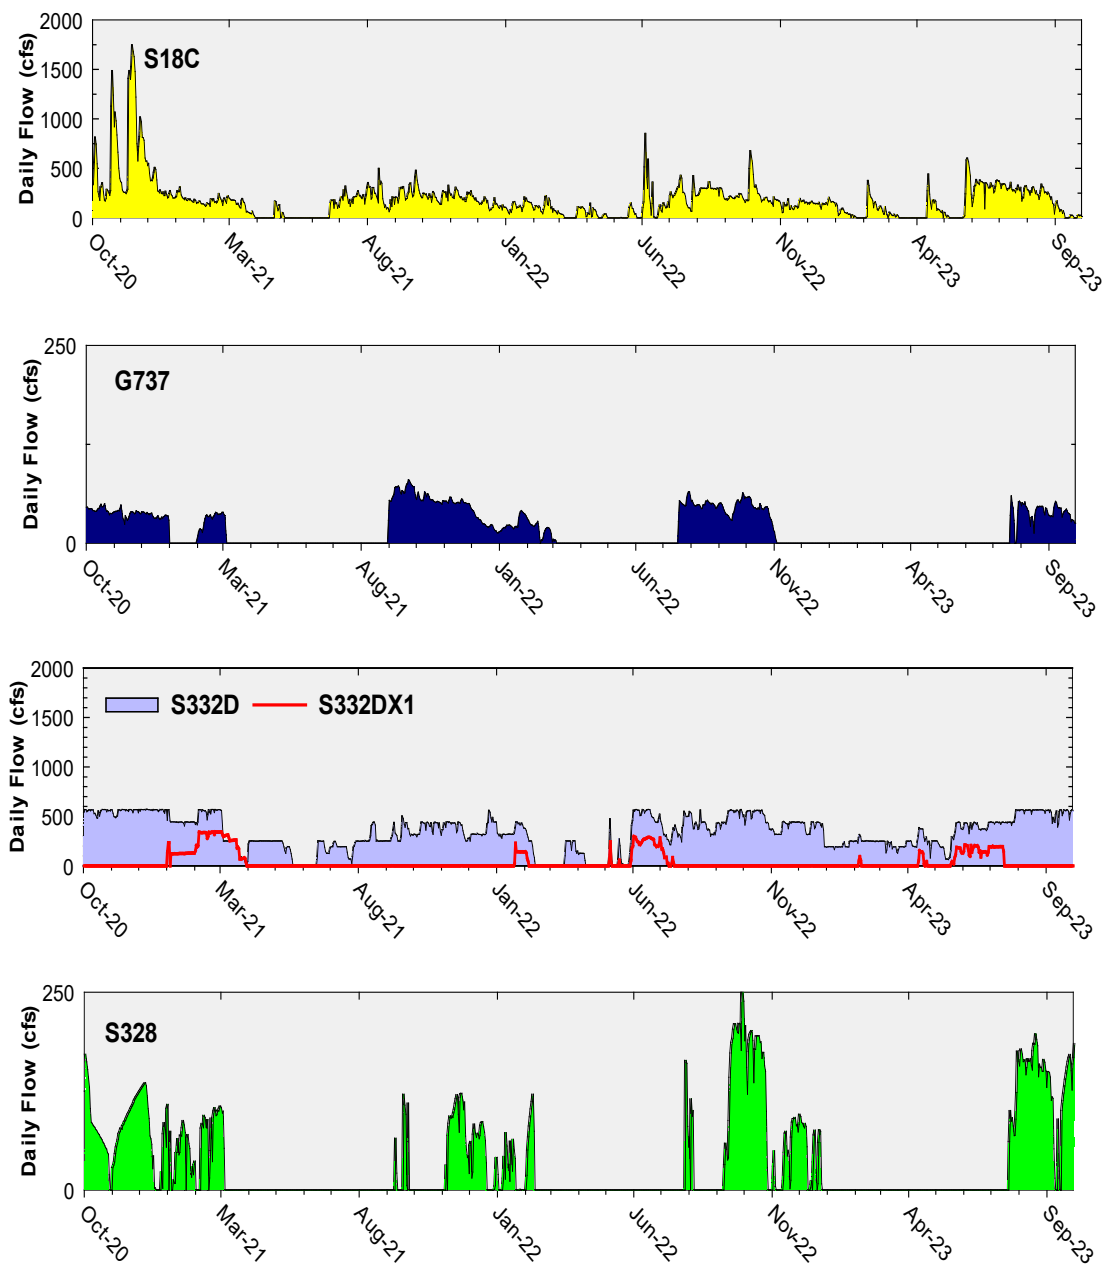 2000
1500
1000
500
0
Daily Flow (cfs)
S18C
Oct-20 Mar-21 Aug-21 Jan-22 Jun-22 Nov-22 Apr-23 Sep-23
250
0
Daily Flow (cfs)
G737
Oct-20 Mar-21 Aug-21 Jan-22 Jun-22 Nov-22 Apr-23 Sep-23
2000
1500
1000
500
0
Daily Flow (cfs)
S332D S332DX1
Oct-20 Mar-21 Aug-21 Jan-22 Jun-22 Nov-22 Apr-23 Sep-23
250
0
Daily Flow (cfs)
S328
Oct-20 Mar-21 Aug-21 Jan-22 Jun-22 Nov-22 Apr-23 Sep-23